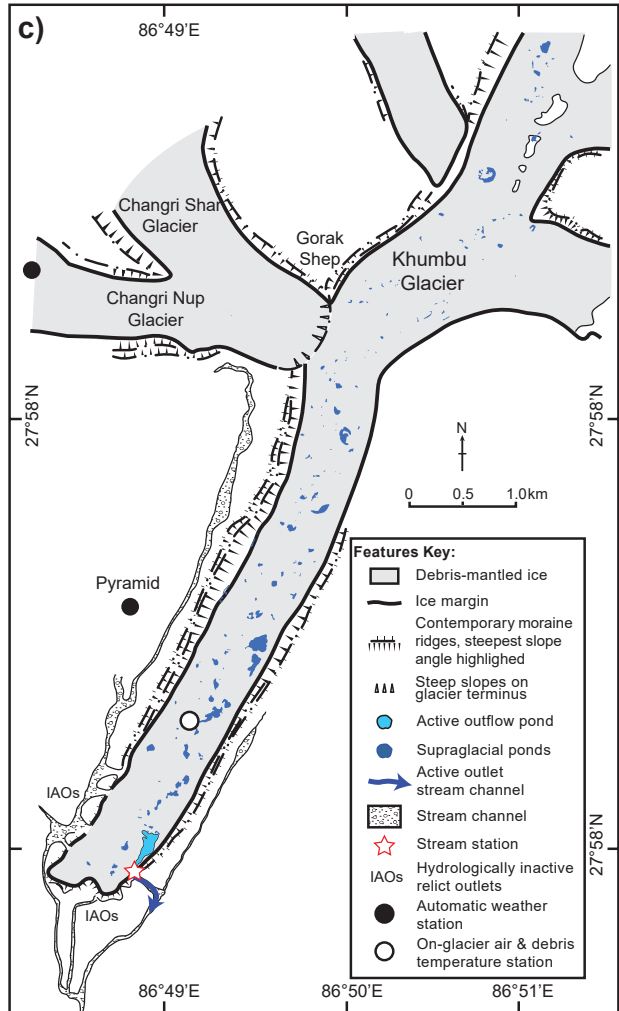 c)
86°49'E
Changri Shar
Glacier
Gorak
Shep
Khumbu
Glacier
Changri Nup
Glacier
27°58'N
27°58'N
N
0 0.5 1.0km
Pyramid
IAOs
IAOs
Features Key:
Debris-mantled ice
Ice margin
Contemporary moraine
ridges, steepest slope
angle highlighed
Steep slopes on
glacier terminus
Active outflow pond
Supraglacial ponds
Active outlet
stream channel
Stream channel
Stream station
IAOs Hydrologically inactive
relict outlets
Automatic weather
station
On-glacier air & debris
temperature station
27°58'N
86°49'E
86°50'E
86°51'E